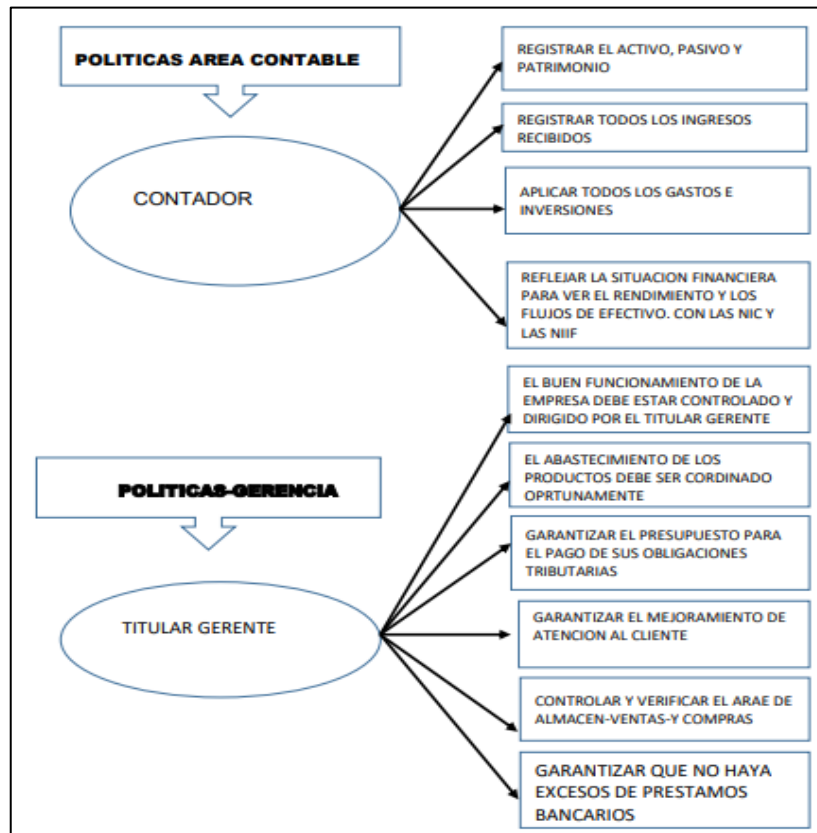 POLITICAS AREA CONTABLE
CONTADOR
REGISTRAR EL ACTIVO, PASIVO Y
PATRIMONIO
REGISTRAR TODOS LOS INGRESOS
RECIBIDOS
APLICAR TODOS LOS GASTOS E
INVERSIONES
REFLEJAR LA SITUACION FINANCIERA
PARA VER EL RENDIMIENTO Y LOS
FLUJOS DE EFECTIVO. CON LAS NIC Y
LAS NIIF
POLITICAS-GERENCIA
TITULAR GERENTE
EL BUEN FUNCIONAMIENTO DE LA
EMPRESA DEBE ESTAR CONTROLADO Y
DIRIGIDO POR EL TITULAR GERENTE
EL ABASTECIMIENTO DE LOS
PRODUCTOS DEBE SER CORDINADO
OPRTUNAMENTE
GARANTIZAR EL PRESUPUESTO PARA
EL PAGO DE SUS OBLIGACIONES
TRIBUTARIAS
GARANTIZAR EL MEJORAMIENTO DE
ATENCION AL CLIENTE
CONTROLAR Y VERIFICAR EL ARAE DE
ALMACEN-VENTAS-Y COMPRAS
GARANTIZAR QUE NO HAYA
EXCESOS DE PRESTAMOS
BANCARIOS